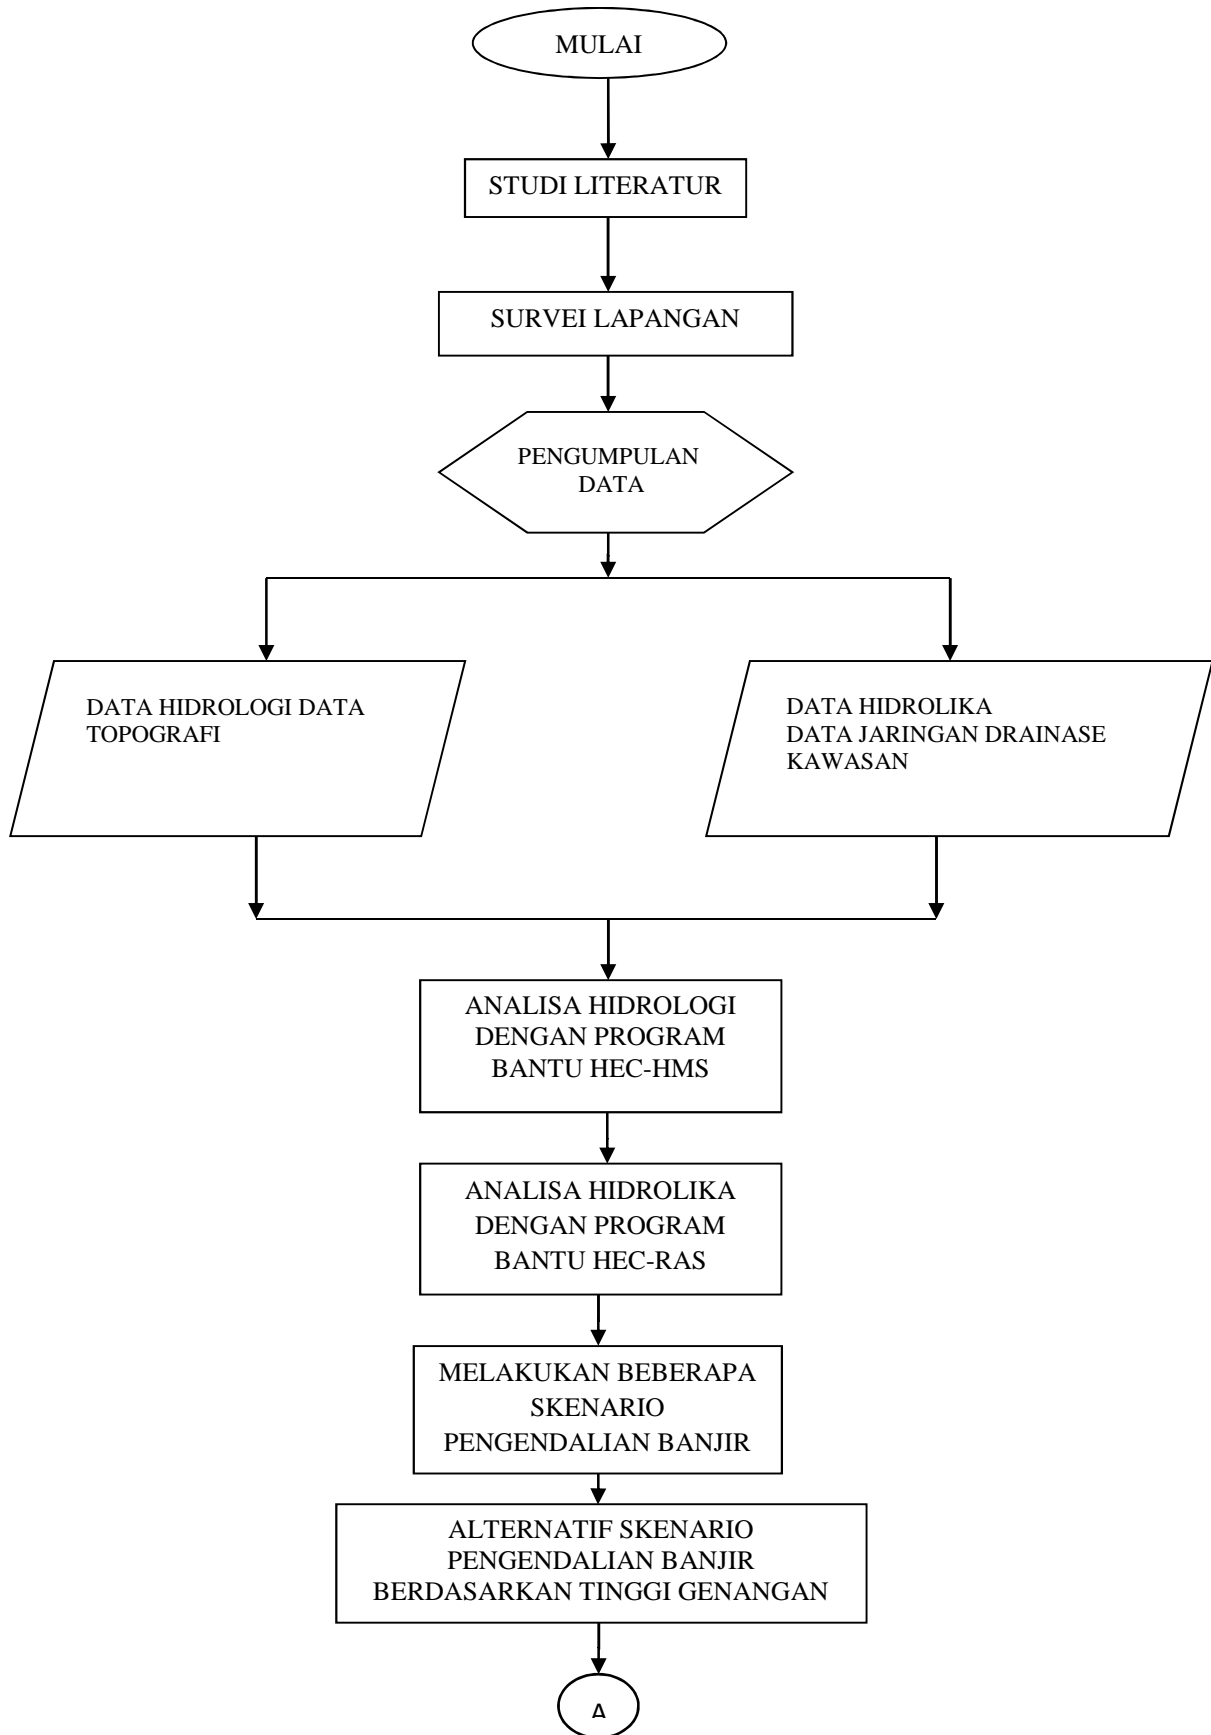 MULAI
STUDI LITERATUR
SURVEI LAPANGAN
PENGUMPULAN
DATA
DATA HIDROLOGI DATA
TOPOGRAFI
DATA HIDROLIKA
DATA JARINGAN DRAINASE
KAWASAN
ANALISA HIDROLOGI
DENGAN PROGRAM
BANTU HEC-HMS
ANALISA HIDROLIKA
DENGAN PROGRAM
BANTU HEC-RAS
MELAKUKAN BEBERAPA
SKENARIO
PENGENDALIAN BANJIR
ALTERNATIF SKENARIO
PENGENDALIAN BANJIR
BERDASARKAN TINGGI GENANGAN
A